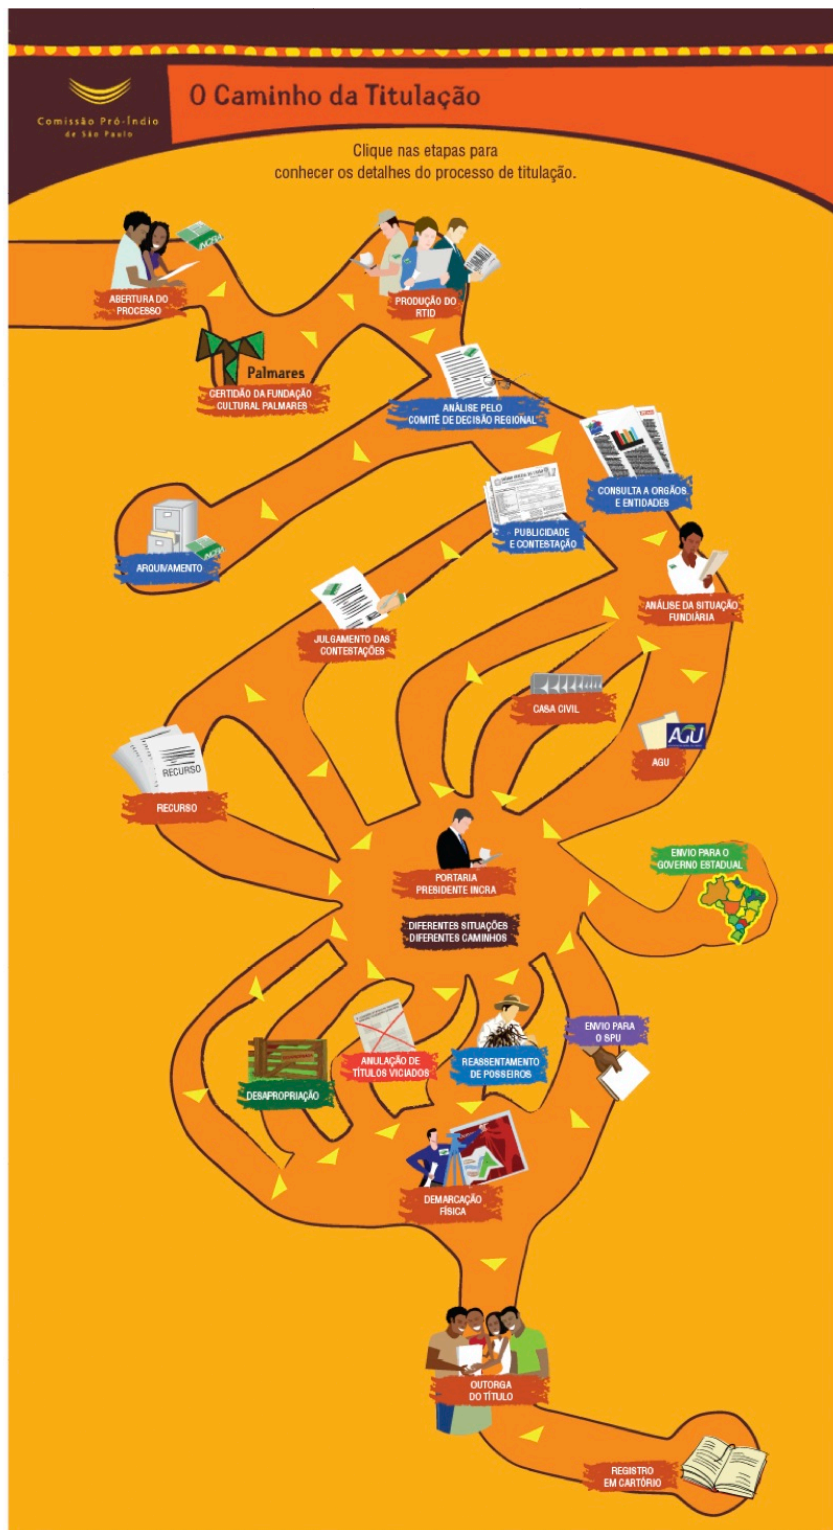 Comissão Pró-Índio
de São Paulo
O Caminho da Titulação
Clique nas etapas para
conhecer os detalhes do processo de titulação.
INCRA
ABERTURA DO
PROCESSO
PRODUÇÃO DO
RTID
Palmares
CERTIDÃO DA FUNDAÇÃO
CULTURAL PALMARES
ANÁLISE PELO
COMITÊ DE DECISÃO REGIONAL
CONSULTA A ORGÃOS
E ENTIDADES
PUBLICIDADE
E CONTESTAÇÃO
INCRA
ARQUIVAMENTO
ANÁLISE DA SITUAÇÃO
FUNDIÁRIA
JULGAMENTO DAS
CONTESTAÇÕES
CASA CIVIL
AGU
AGU
RECURSO
RECURSO
PORTARIA
PRESIDENTE INCRA
ENVIO PARA O
GOVERNO ESTADUAL
DIFERENTES SITUAÇÕES
DIFERENTES CAMINHOS
ENVIO PARA
O SPU
ANULAÇÃO DE
TÍTULOS VICIADOS
REASSENTAMENTO
DE POSSEIROS
DESAPROPRIAÇÃO
DEMARCAÇÃO
FÍSICA
OUTORGA
DO TÍTULO
REGISTRO
EM CARTÓRIO